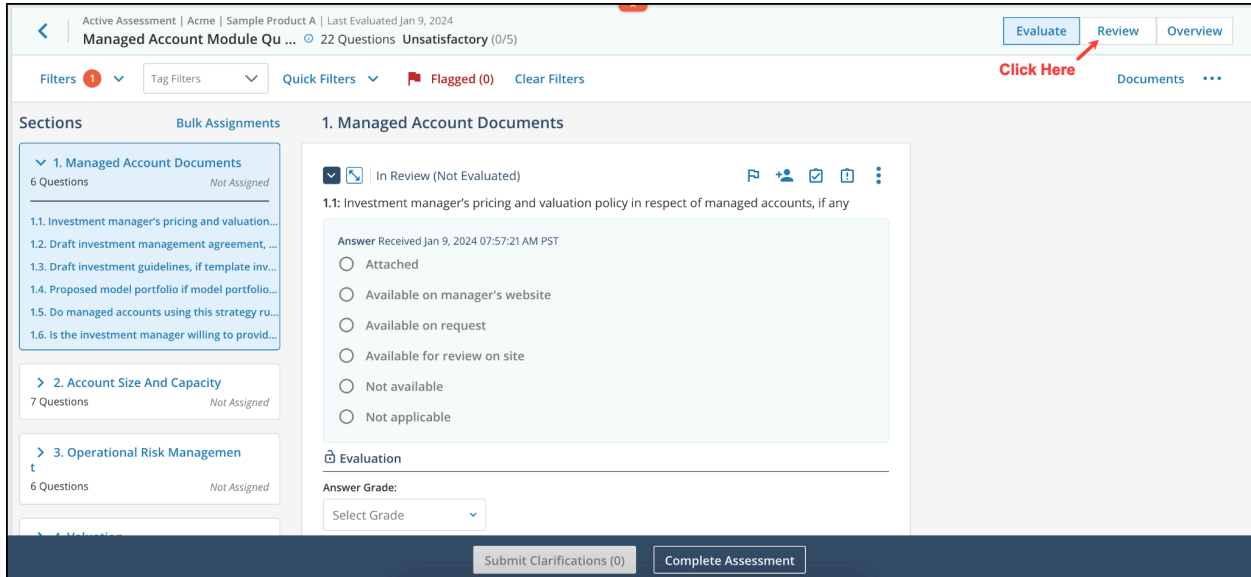 Active Assessment | Acme | Sample Product A | Last Evaluated Jan 9, 2024
Managed Account Module Qu ... 22 Questions Unsatisfactory (0/5)
Evaluate Review Overview
Click Here
Filters 1 Tag Filters Quick Filters Flagged (0) Clear Filters
Documents
Sections Bulk Assignments
1. Managed Account Documents
6 Questions Not Assigned
1.1. Investment manager's pricing and valuation...
1.2. Draft investment management agreement, ...
1.3. Draft investment guidelines, if template inv...
1.4. Proposed model portfolio if model portfolio...
1.5. Do managed accounts using this strategy ru...
1.6. Is the investment manager willing to provid...
2. Account Size And Capacity
7 Questions Not Assigned
3. Operational Risk Managemen
t
6 Questions Not Assigned
1. Managed Account Documents
In Review (Not Evaluated)
1.1: Investment manager's pricing and valuation policy in respect of managed accounts, if any
Answer Received Jan 9, 2024 07:57:21 AM PST
Attached
Available on manager's website
Available on request
Available for review on site
Not available
Not applicable
Evaluation
Answer Grade:
Select Grade
Submit Clarifications (0) Complete Assessment